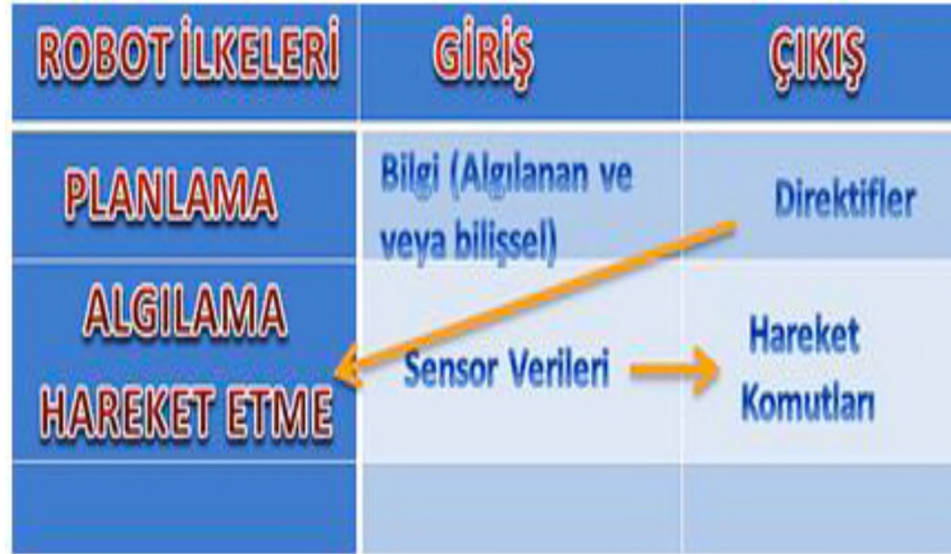 ROBOT İLKELERİ GİRİŞ ÇIKIŞ
PLANLAMA
Bilgi (Algılanan ve
veya bilişsel)
Direktifler
ALGILAMA
HAREKET ETME
Sensor Verileri
Hareket
Komutları